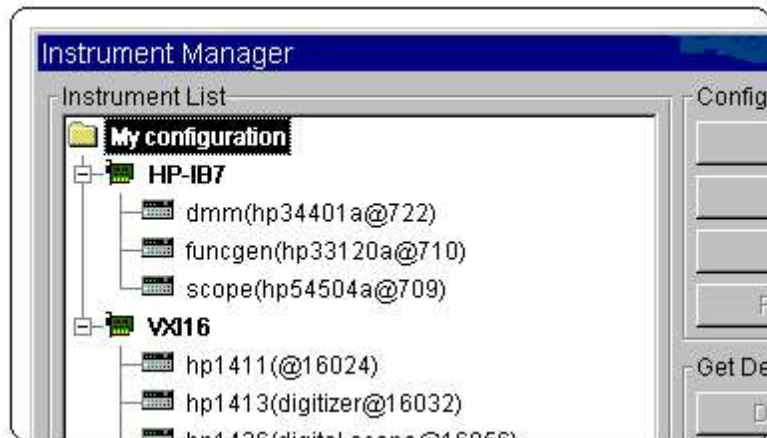 Instrument Manager
Instrument List
Config
My configuration
HP-IB7
dmm(hp34401a@722)
funcgen(hp33120a@710)
scope(hp54504a@709)
VXI16
hp1411(@16024)
hp1413(digitizer@16032)
Get De